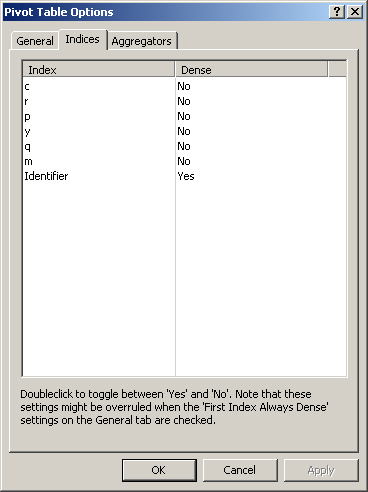 Pivot Table Options
General Indices Aggregators
Index Dense
c No
r No
p No
y No
q No
m No
Identifier Yes
Doubleclick to toggle between 'Yes' and 'No'. Note that these
settings might be overruled when the 'First Index Always Dense'
settings on the General tab are checked.
OK Cancel Apply